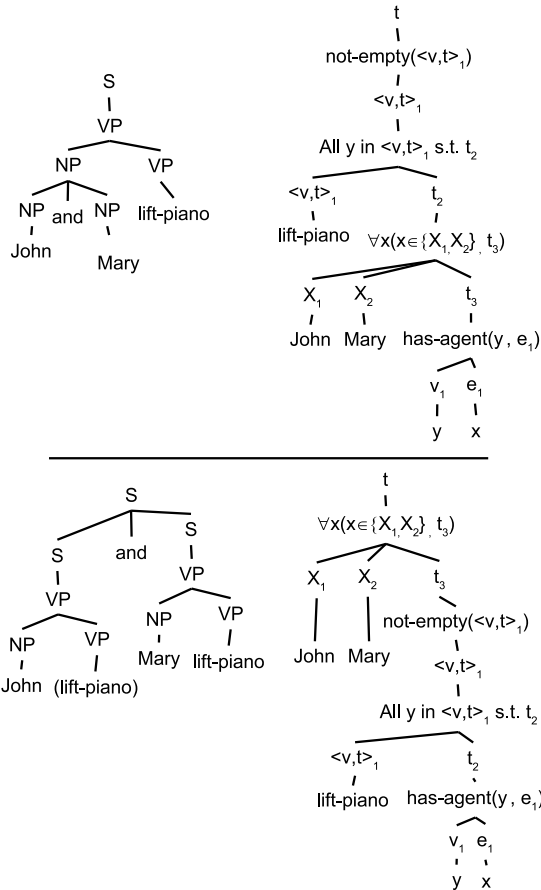 t
not-empty(<v,t>₁)
S
<v,t>₁
VP
All y in <v,t>₁ s.t. t₂
NP VP
<v,t>₁ t₂
NP and NP lift-piano
lift-piano ∀x(x∈{X₁,X₂}, t₃)
John Mary
X₁ X₂ t₃
John Mary has-agent(y , e₁)
v₁ e₁
y x
S t
∀x(x∈{X₁,X₂}, t₃)
S and S
X₁ X₂ t₃
VP VP
not-empty(<v,t>₁)
NP VP NP VP
John Mary
Mary lift-piano
<v,t>₁
John (lift-piano)
All y in <v,t>₁ s.t. t₂
<v,t>₁ t₂
lift-piano has-agent(y , e₁)
v₁ e₁
y x